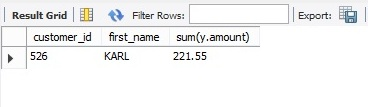 Result Grid Filter Rows: Export:
customer_id first_name sum(y.amount)
526 KARL 221.55